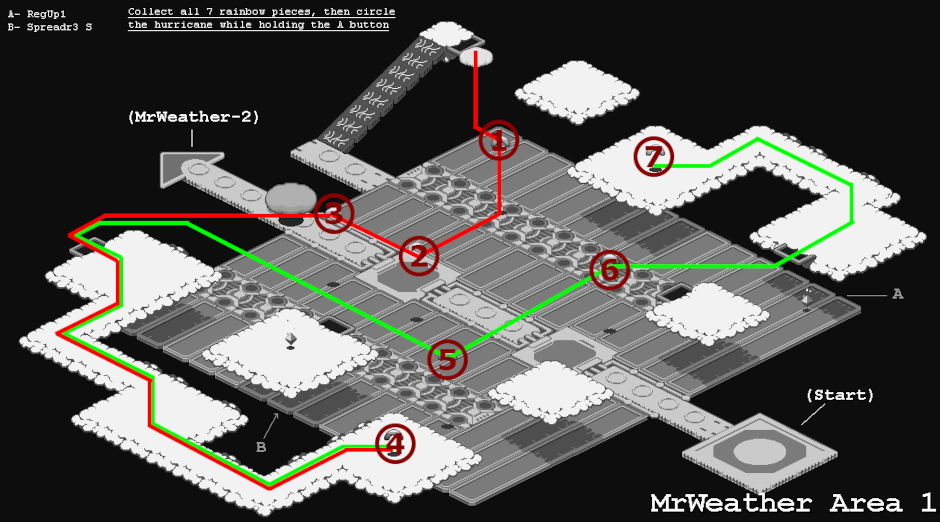 A- RegUp1
B- Spreadr3 S
Collect all 7 rainbow pieces, then circle
the hurricane while holding the A button
(MrWeather-2)
1
7
3
2
6
A
5
(Start)
4
B
MrWeather Area 1